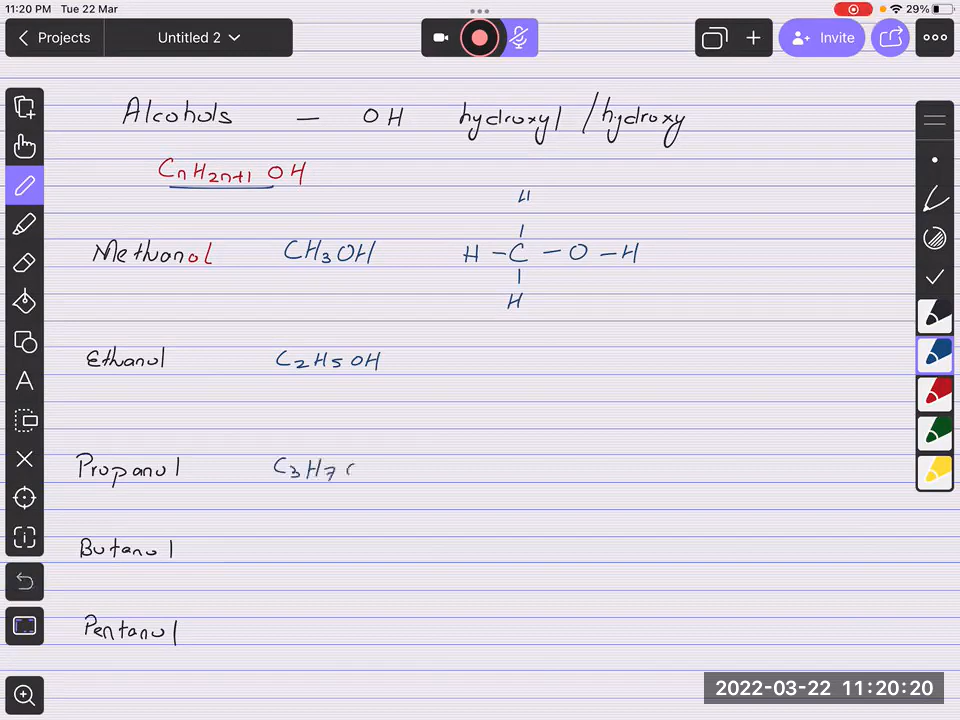 11:20 PM Tue 22 Mar
29%
Projects
Untitled 2
Invite
Alcohols — OH hydroxyl / hydroxy
CnH2n+1 OH
H
Methanol CH3OH H – C – O – H
H
Ethanol C2H5OH
A
Propanol C3H7
Butanol
Pentanol
2022-03-22 11:20:20